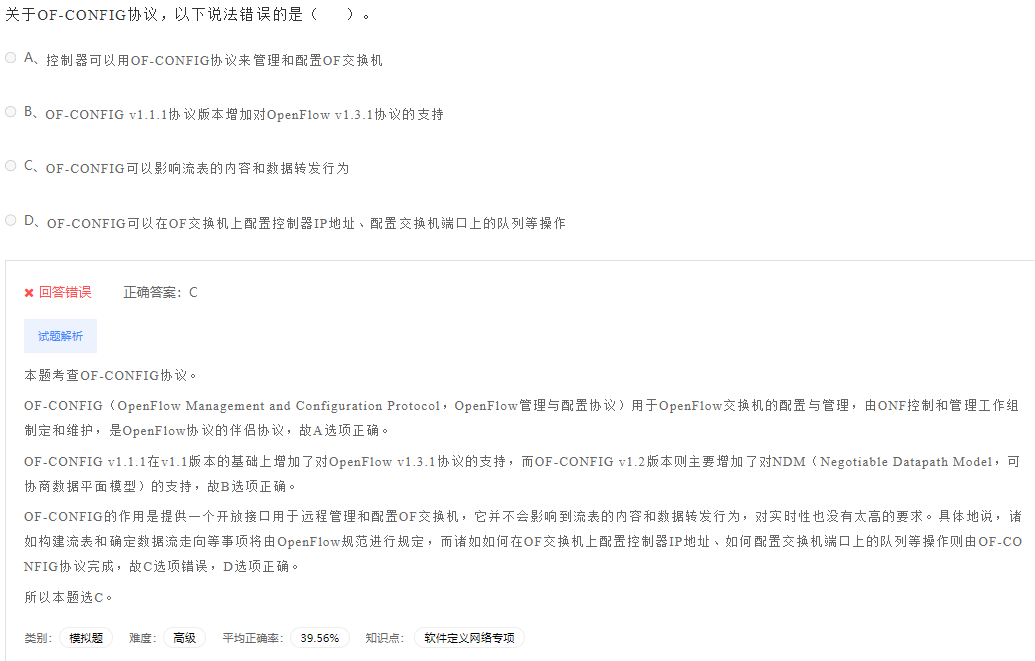 关于OF-CONFIG协议，以下说法错误的是（ ）。
A、控制器可以用OF-CONFIG协议来管理和配置OF交换机
B、OF-CONFIG v1.1.1协议版本增加对OpenFlow v1.3.1协议的支持
C、OF-CONFIG可以影响流表的内容和数据转发行为
D、OF-CONFIG可以在OF交换机上配置控制器IP地址、配置交换机端口上的队列等操作
✖ 回答错误 正确答案：C
试题解析
本题考查OF-CONFIG协议。
OF-CONFIG（OpenFlow Management and Configuration Protocol，OpenFlow管理与配置协议）用于OpenFlow交换机的配置与管理，由ONF控制和管理工作组
制定和维护，是OpenFlow协议的伴侣协议，故A选项正确。
OF-CONFIG v1.1.1在v1.1版本的基础上增加了对OpenFlow v1.3.1协议的支持，而OF-CONFIG v1.2版本则主要增加了对NDM（Negotiable Datapath Model，可
协商数据平面模型）的支持，故B选项正确。
OF-CONFIG的作用是提供一个开放接口用于远程管理和配置OF交换机，它并不会影响到流表的内容和数据转发行为，对实时性也没有太高的要求。具体地说，诸
如构建流表和确定数据流走向等事项将由OpenFlow规范进行规定，而诸如如何在OF交换机上配置控制器IP地址、如何配置交换机端口上的队列等操作则由OF-CO
NFIG协议完成，故C选项错误，D选项正确。
所以本题选C。
类别： 模拟题 难度： 高级 平均正确率： 39.56% 知识点： 软件定义网络专项